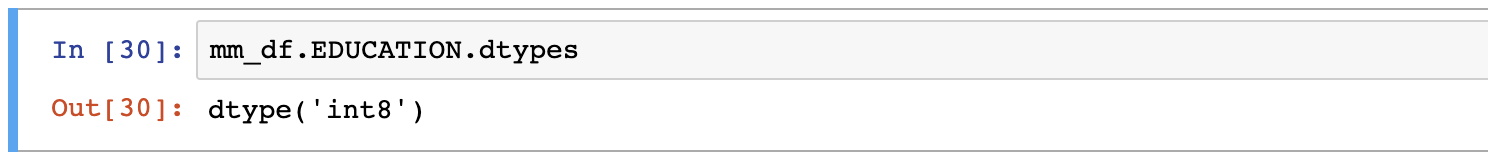 In [30]: mm_df.EDUCATION.dtypes
Out[30]: dtype('int8')